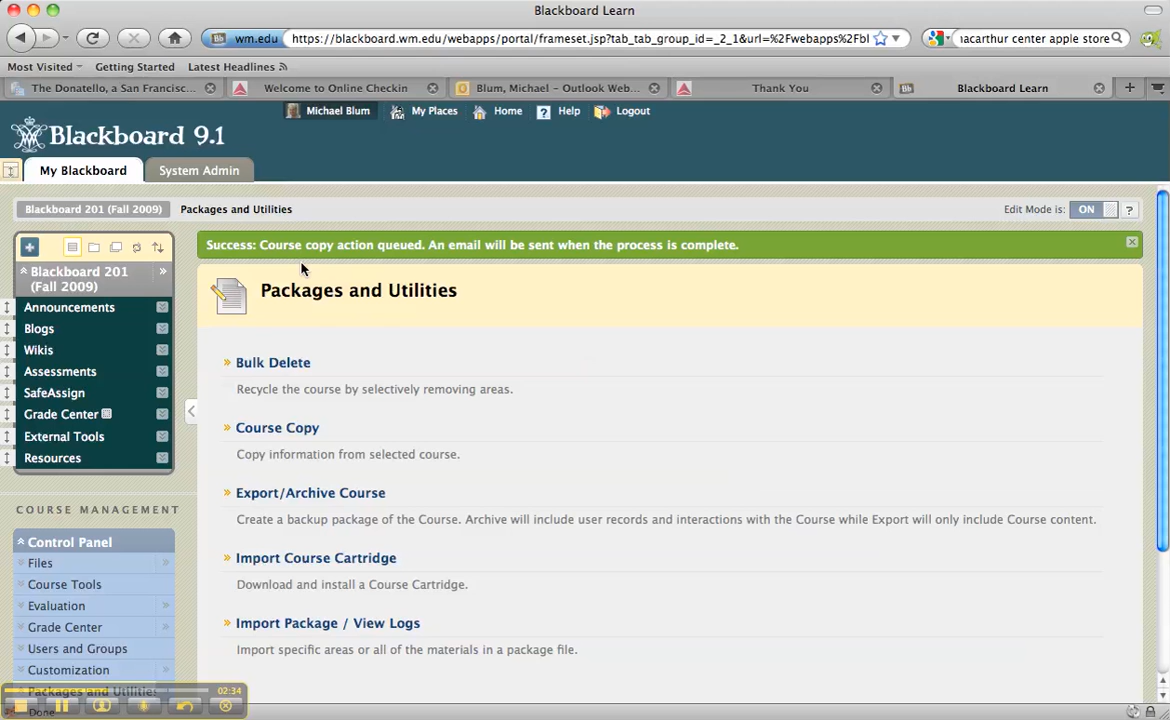 Blackboard Learn
wm.edu
https://blackboard.wm.edu/webapps/portal/frameset.jsp?tab_tab_group_id=_2_1&url=%2Fwebapps%2Fbl
acarthur center apple store
Most Visited
Getting Started
Latest Headlines
The Donatello, a San Francisc...
Welcome to Online Checkin
Blum, Michael – Outlook Web...
Thank You
Blackboard Learn
Michael Blum
My Places
Home
Help
Logout
Blackboard 9.1
My Blackboard
System Admin
Blackboard 201 (Fall 2009)
Packages and Utilities
Edit Mode is:
ON
?
Success: Course copy action queued. An email will be sent when the process is complete.
Blackboard 201
(Fall 2009)
Announcements
Blogs
Wikis
Assessments
SafeAssign
Grade Center
External Tools
Resources
COURSE MANAGEMENT
Control Panel
Files
Course Tools
Evaluation
Grade Center
Users and Groups
Customization
Packages and Utilities
02:34
Done
Packages and Utilities
Bulk Delete
Recycle the course by selectively removing areas.
Course Copy
Copy information from selected course.
Export/Archive Course
Create a backup package of the Course. Archive will include user records and interactions with the Course while Export will only include Course content.
Import Course Cartridge
Download and install a Course Cartridge.
Import Package / View Logs
Import specific areas or all of the materials in a package file.